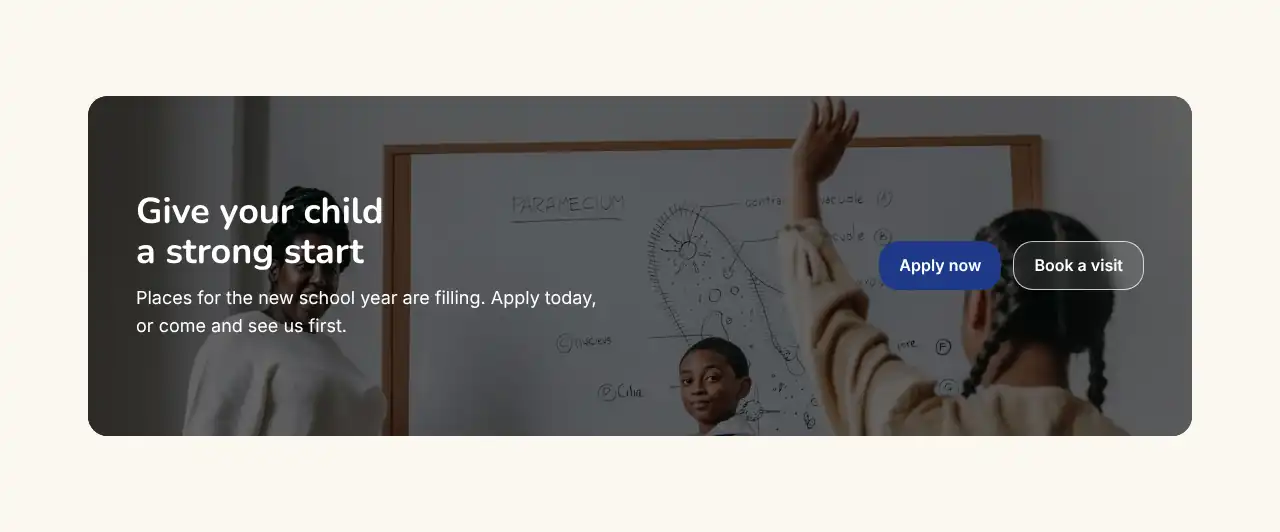 Give your child
a strong start
Places for the new school year are filling. Apply today,
or come and see us first.
Apply now
Book a visit
PARAMECIUM
Cilia